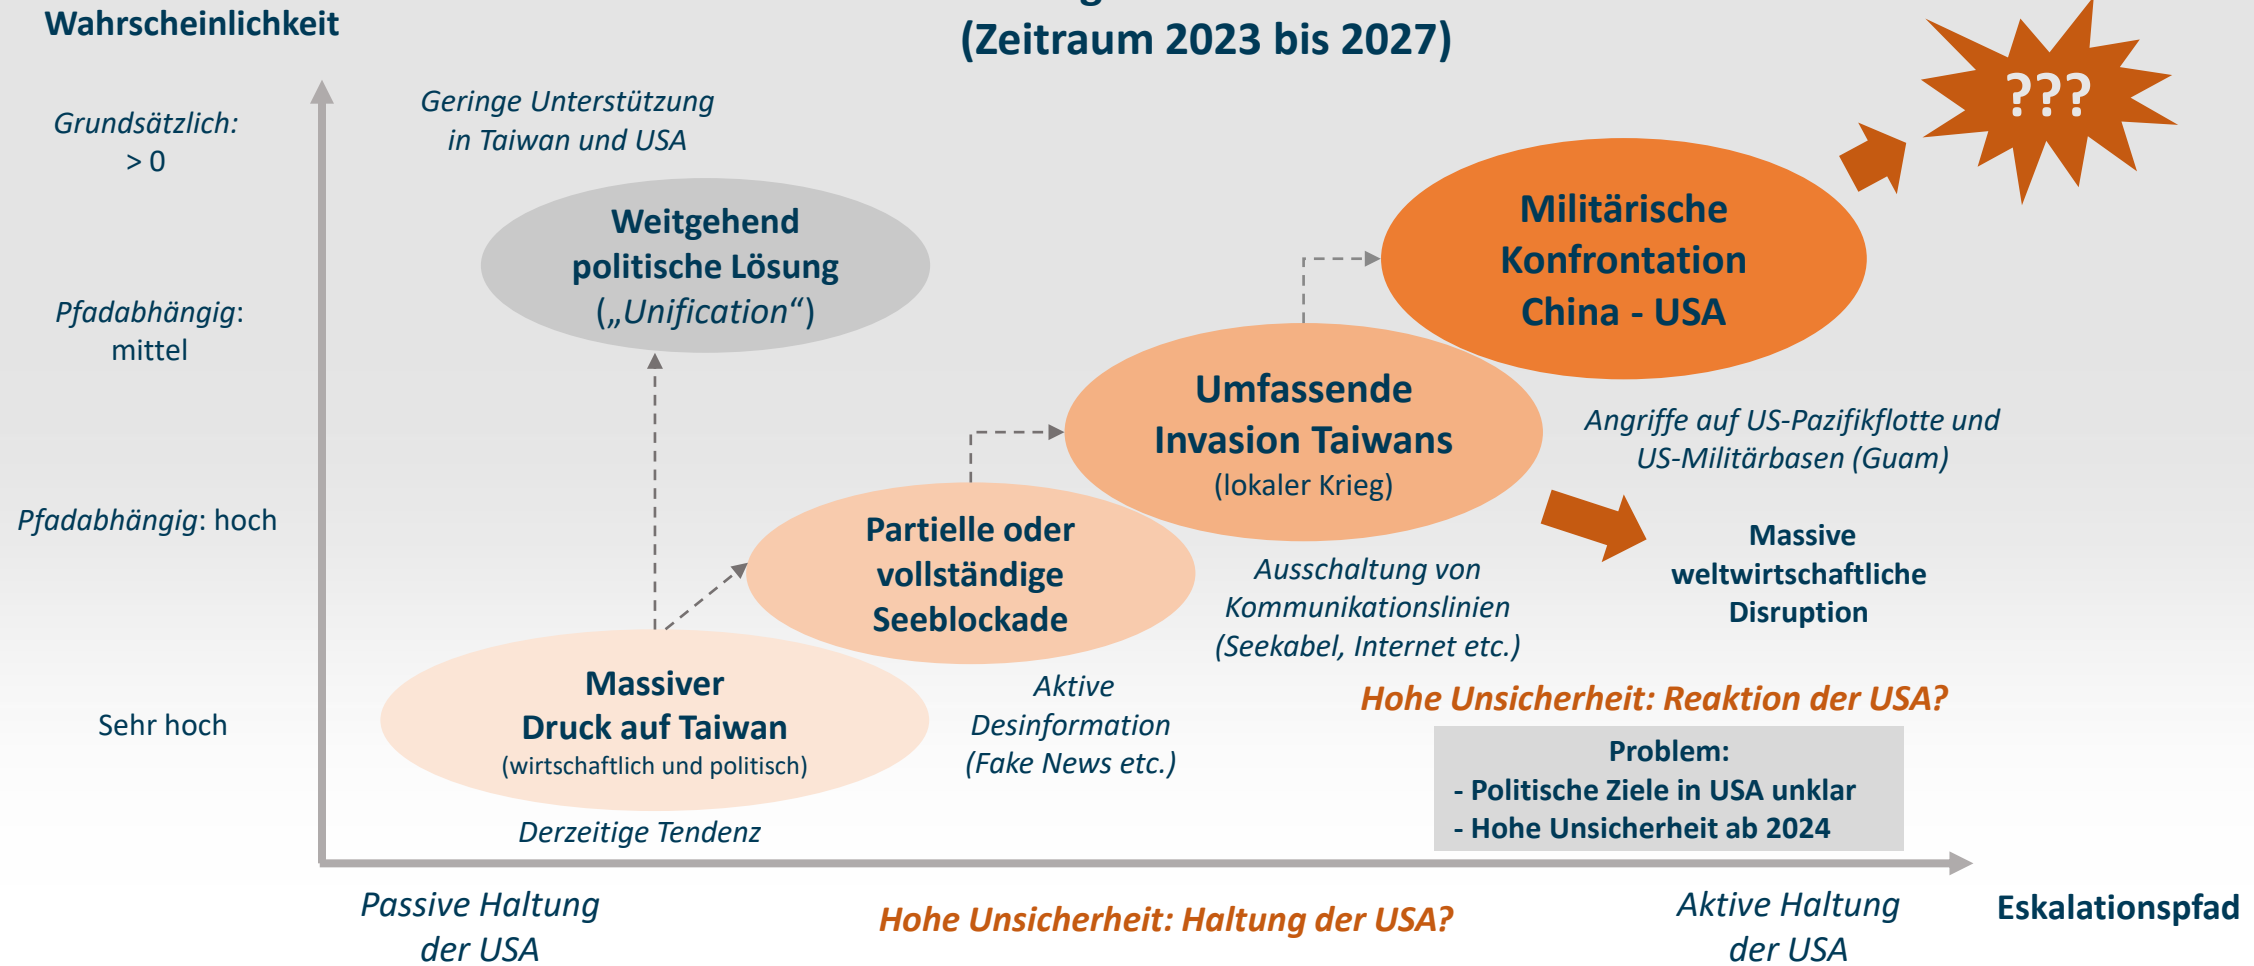 Wahrscheinlichkeit
(Zeitraum 2023 bis 2027)
???
Grundsätzlich:
> 0
Geringe Unterstützung
in Taiwan und USA
Weitgehend
politische Lösung
(„Unification“)
Militärische
Konfrontation
China - USA
Pfadabhängig:
mittel
Umfassende
Invasion Taiwans
(lokaler Krieg)
Angriffe auf US-Pazifikflotte und
US-Militärbasen (Guam)
Pfadabhängig: hoch
Partielle oder
vollständige
Seeblockade
Massive
weltwirtschaftliche
Disruption
Ausschaltung von
Kommunikationslinien
(Seekabel, Internet etc.)
Sehr hoch
Massiver
Druck auf Taiwan
(wirtschaftlich und politisch)
Aktive
Desinformation
(Fake News etc.)
Hohe Unsicherheit: Reaktion der USA?
Problem:
- Politische Ziele in USA unklar
- Hohe Unsicherheit ab 2024
Derzeitige Tendenz
Passive Haltung
der USA
Hohe Unsicherheit: Haltung der USA?
Aktive Haltung
der USA
Eskalationspfad